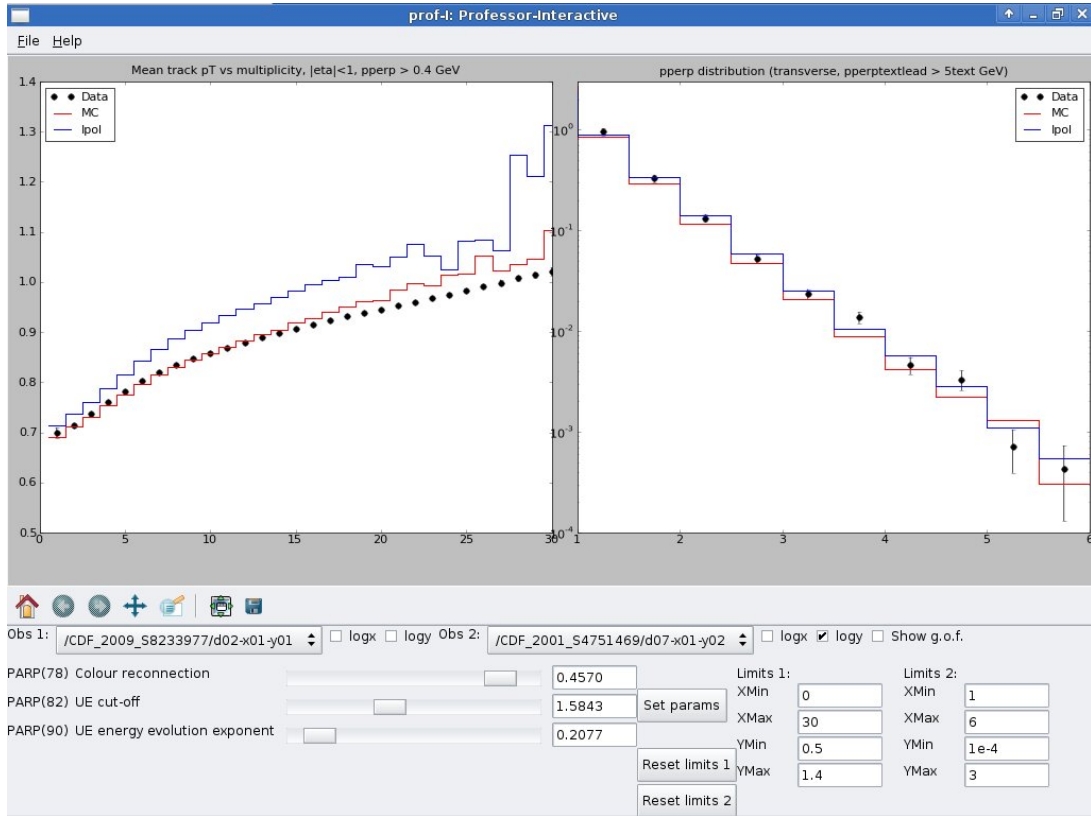 prof-I: Professor-Interactive
File Help
Mean track pT vs multiplicity, |eta|<1, pperp > 0.4 GeV
1.4
1.3
1.2
1.1
1.0
0.9
0.8
0.7
0.6
0.5
0 5 10 15 20 25 30
Data
MC
Ipol
pperp distribution (transverse, pperptextlead > 5text GeV)
10^0
10^-1
10^-2
10^-3
10^-4
1 2 3 4 5 6
Data
MC
Ipol
Obs 1: /CDF_2009_S8233977/d02-x01-y01 logx logy Obs 2: /CDF_2001_S4751469/d07-x01-y02 logx logy Show g.o.f.
PARP(78) Colour reconnection 0.4570
PARP(82) UE cut-off 1.5843
PARP(90) UE energy evolution exponent 0.2077
Set params
Reset limits 1
Reset limits 2
Limits 1:
XMin 0
XMax 30
YMin 0.5
YMax 1.4
Limits 2:
XMin 1
XMax 6
YMin 1e-4
YMax 3